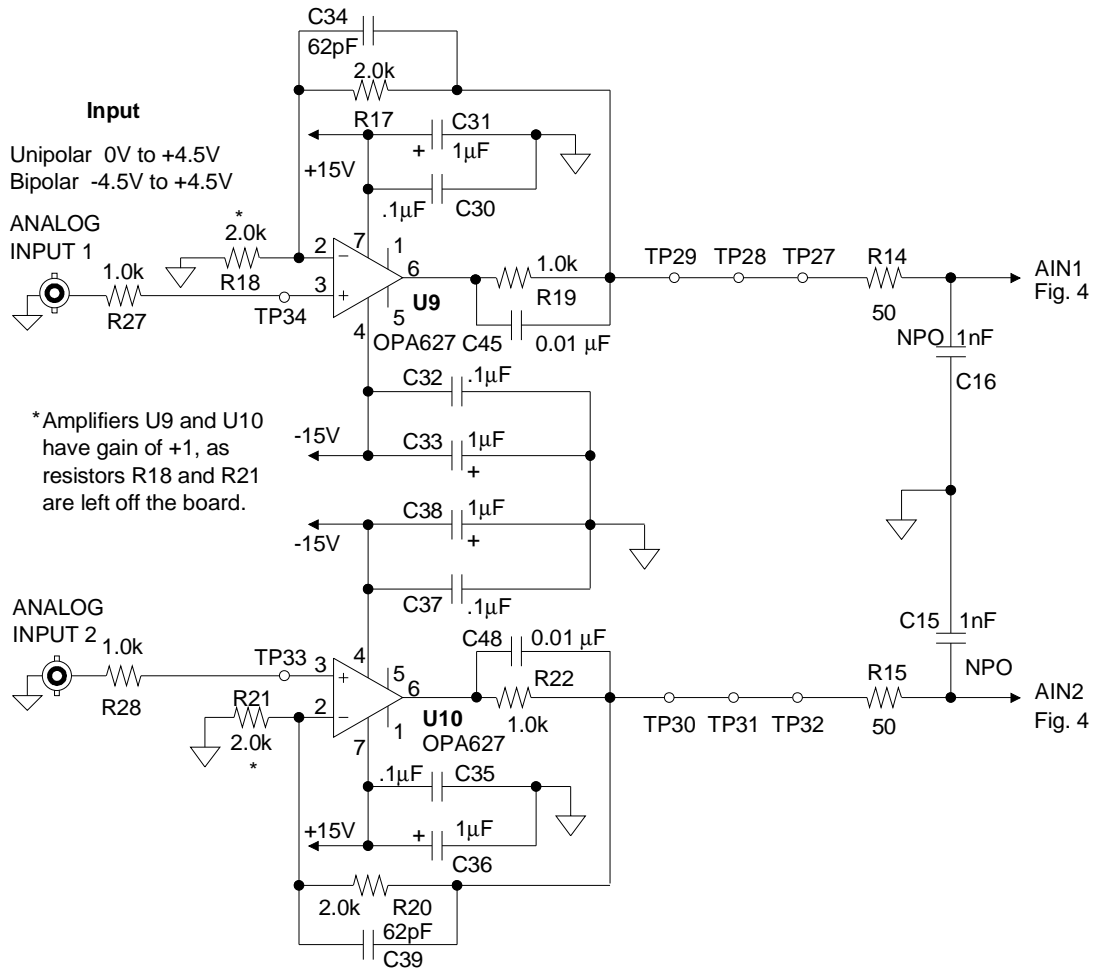 C34
62pF
2.0k
R17
Input
Unipolar 0V to +4.5V
Bipolar -4.5V to +4.5V
C31
+ 1µF
+15V
.1µF C30
ANALOG
INPUT 1
*
2.0k
R18
1.0k
R27
TP34
2
3
7
1
6
5
4
−
+
U9
OPA627
1.0k
R19
C45 0.01 µF
TP29 TP28 TP27
R14
50
AIN1
Fig. 4
NPO 1nF
C16
C32 .1µF
-15V
C33 1µF
+
*Amplifiers U9 and U10
have gain of +1, as
resistors R18 and R21
are left off the board.
C38 1µF
+
-15V
C37 .1µF
ANALOG
INPUT 2
1.0k
R28
TP33
3
2
4
5
6
1
7
+
−
R21
2.0k
*
U10
OPA627
C48 0.01 µF
R22
1.0k
TP30 TP31 TP32
C15 1nF
NPO
R15
50
AIN2
Fig. 4
.1µF C35
+15V
+ 1µF
C36
2.0k R20
62pF
C39